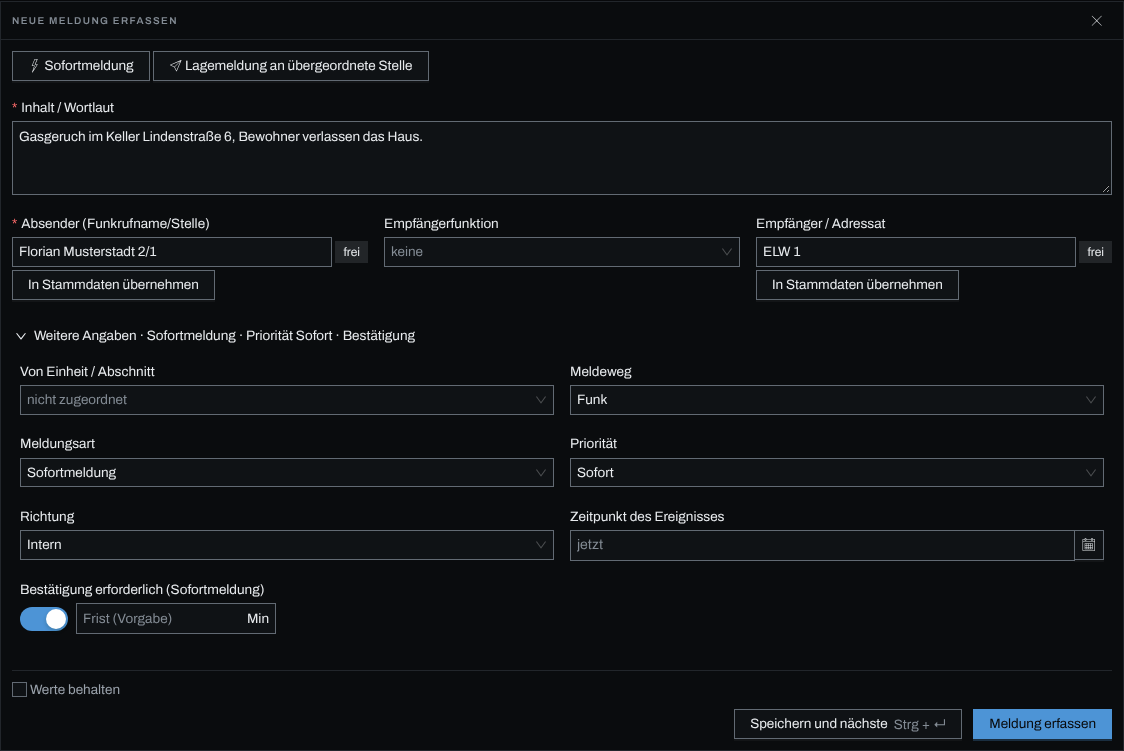 NEUE MELDUNG ERFASSEN
Sofortmeldung Lagemeldung an übergeordnete Stelle
* Inhalt / Wortlaut
Gasgeruch im Keller Lindenstraße 6, Bewohner verlassen das Haus.
* Absender (Funkrufname/Stelle) Empfängerfunktion Empfänger / Adressat
Florian Musterstadt 2/1 frei keine ELW 1 frei
In Stammdaten übernehmen In Stammdaten übernehmen
Weitere Angaben · Sofortmeldung · Priorität Sofort · Bestätigung
Von Einheit / Abschnitt Meldeweg
nicht zugeordnet Funk
Meldungsart Priorität
Sofortmeldung Sofort
Richtung Zeitpunkt des Ereignisses
Intern jetzt
Bestätigung erforderlich (Sofortmeldung)
Frist (Vorgabe) Min
Werte behalten
Speichern und nächste Strg + ↵ Meldung erfassen